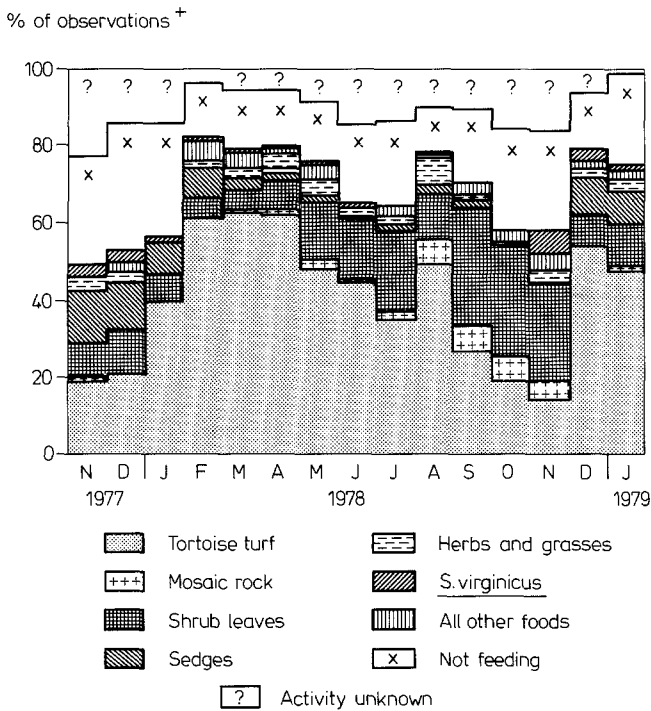 % of observations +
100
80
60
40
20
0
? ? ? ? ? ? ? ? ? ? ? ? ?
x x x x x x x x x x x x x x x
N D J F M A M J J A S O N D J
1977 1978 1979
Tortoise turf
Mosaic rock
Shrub leaves
Sedges
Herbs and grasses
S. virginicus
All other foods
x Not feeding
? Activity unknown